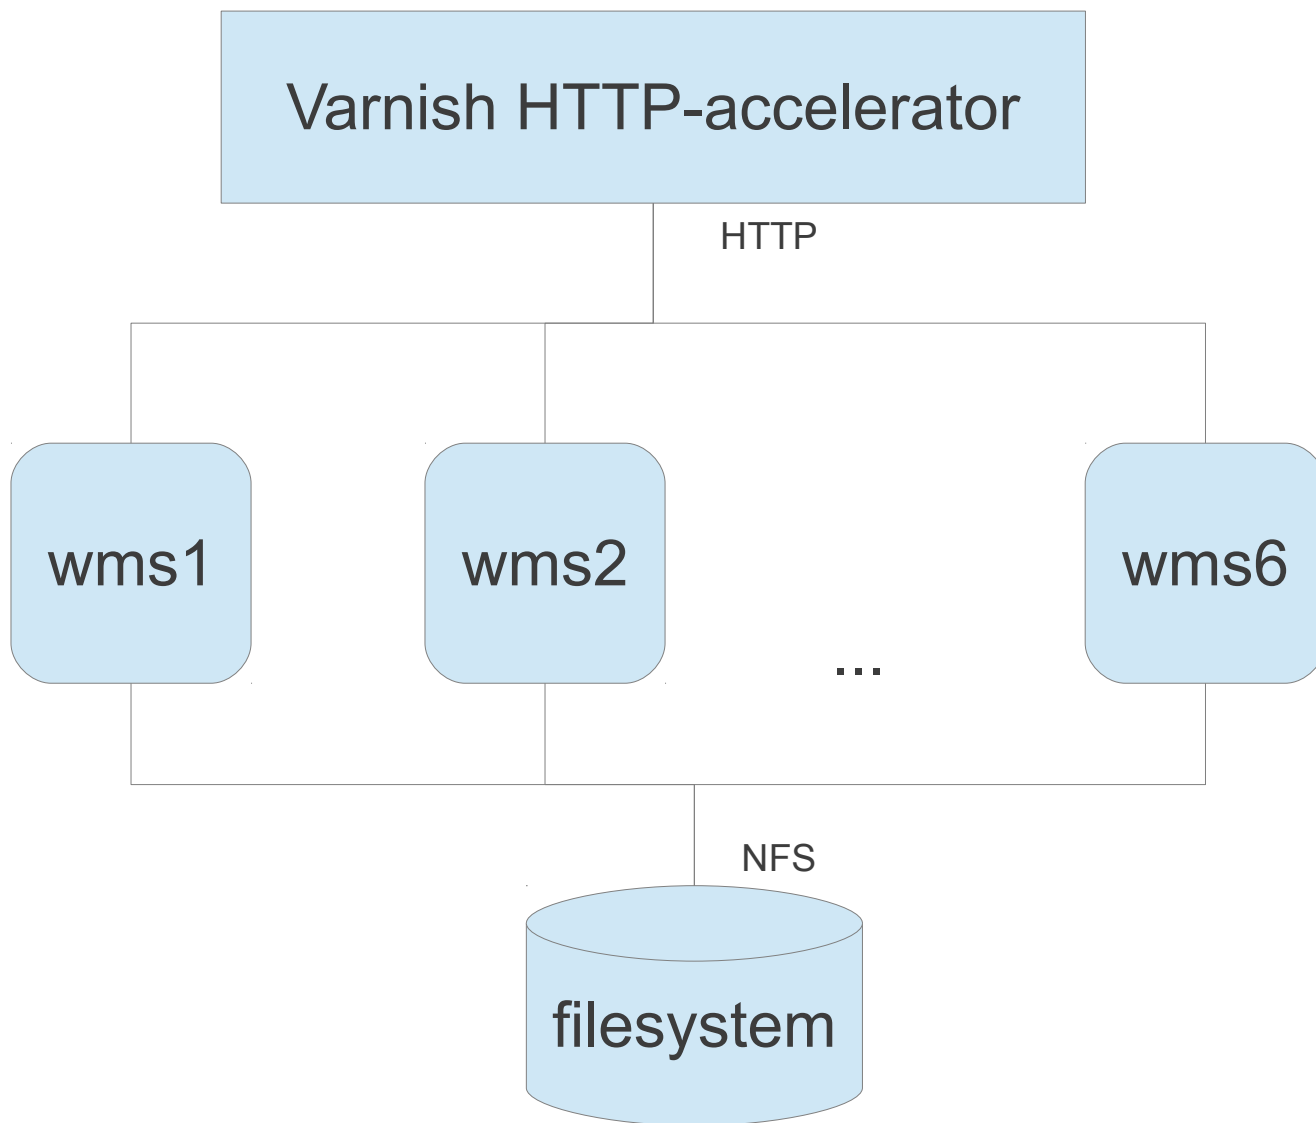 Varnish HTTP-accelerator
HTTP
wms1
wms2
...
wms6
NFS
filesystem